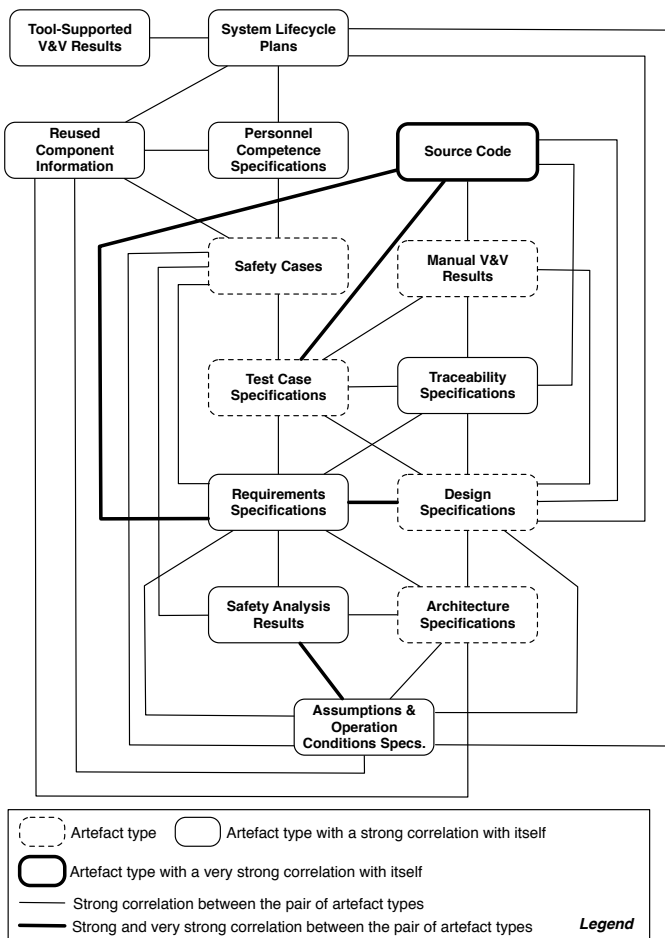 Tool-Supported
V&V Results
System Lifecycle
Plans
Reused
Component
Information
Personnel
Competence
Specifications
Source Code
Safety Cases
Manual V&V
Results
Test Case
Specifications
Traceability
Specifications
Requirements
Specifications
Design
Specifications
Safety Analysis
Results
Architecture
Specifications
Assumptions &
Operation
Conditions Specs.
Artefact type
Artefact type with a strong correlation with itself
Artefact type with a very strong correlation with itself
Strong correlation between the pair of artefact types
Strong and very strong correlation between the pair of artefact types
Legend